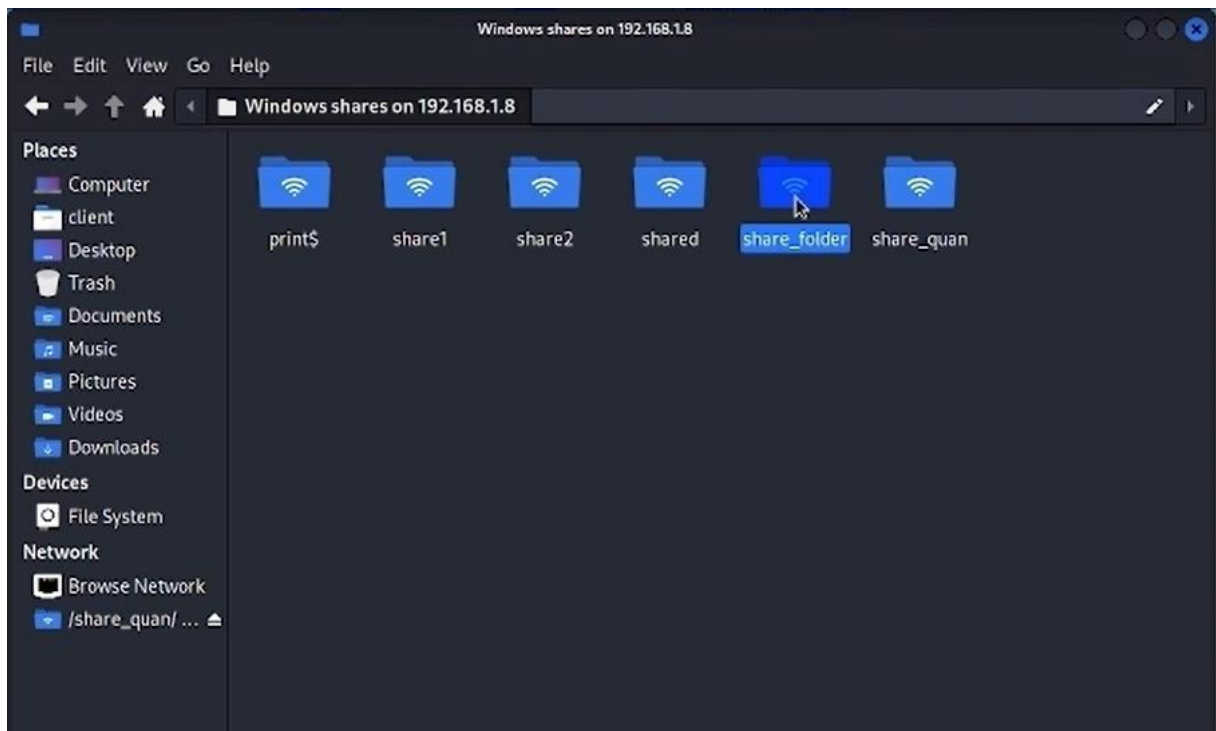 Windows shares on 192.168.1.8
File Edit View Go Help
Windows shares on 192.168.1.8
Places
Computer
client
Desktop
Trash
Documents
Music
Pictures
Videos
Downloads
Devices
File System
Network
Browse Network
/share_quan/ ...
print$ share1 share2 shared share_folder share_quan